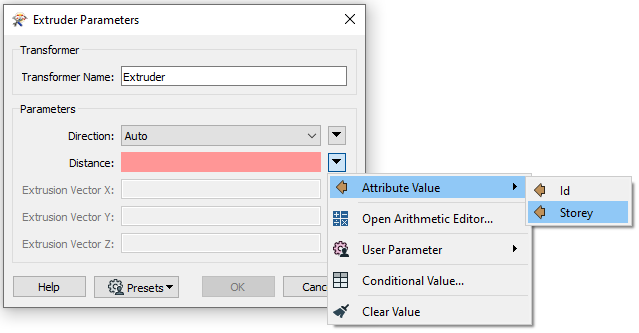 Extruder Parameters
Transformer
Transformer Name: Extruder
Parameters
Direction: Auto
Distance:
Attribute Value
Id
Extrusion Vector X:
Storey
Open Arithmetic Editor...
Extrusion Vector Y:
User Parameter
Extrusion Vector Z:
Conditional Value...
Help Presets OK Canc
Clear Value